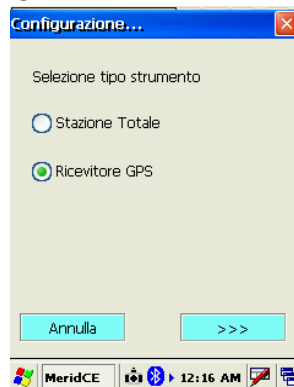 Configurazione...
Selezione tipo strumento
Stazione Totale
Ricevitore GPS
Annulla
>>>
MeridCE
12:16 AM